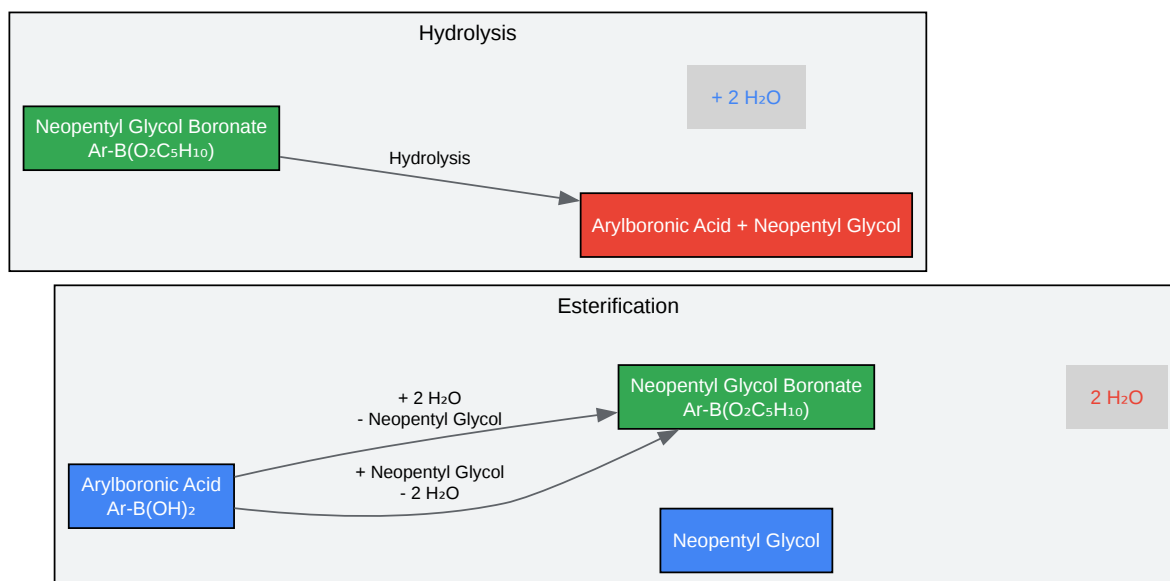 Hydrolysis
+ 2 H₂O
Neopentyl Glycol Boronate
Ar-B(O₂C₅H₁₀)
Hydrolysis
Arylboronic Acid + Neopentyl Glycol
Esterification
Neopentyl Glycol Boronate
Ar-B(O₂C₅H₁₀)
2 H₂O
+ 2 H₂O
- Neopentyl Glycol
+ Neopentyl Glycol
- 2 H₂O
Arylboronic Acid
Ar-B(OH)₂
Neopentyl Glycol